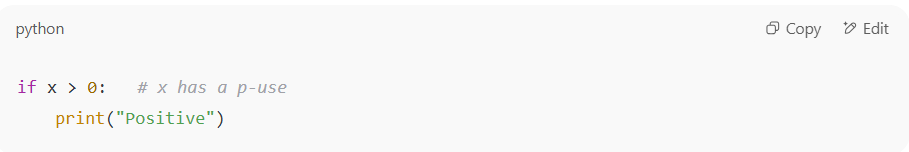 python Copy Edit
if x > 0:   # x has a p-use
    print("Positive")